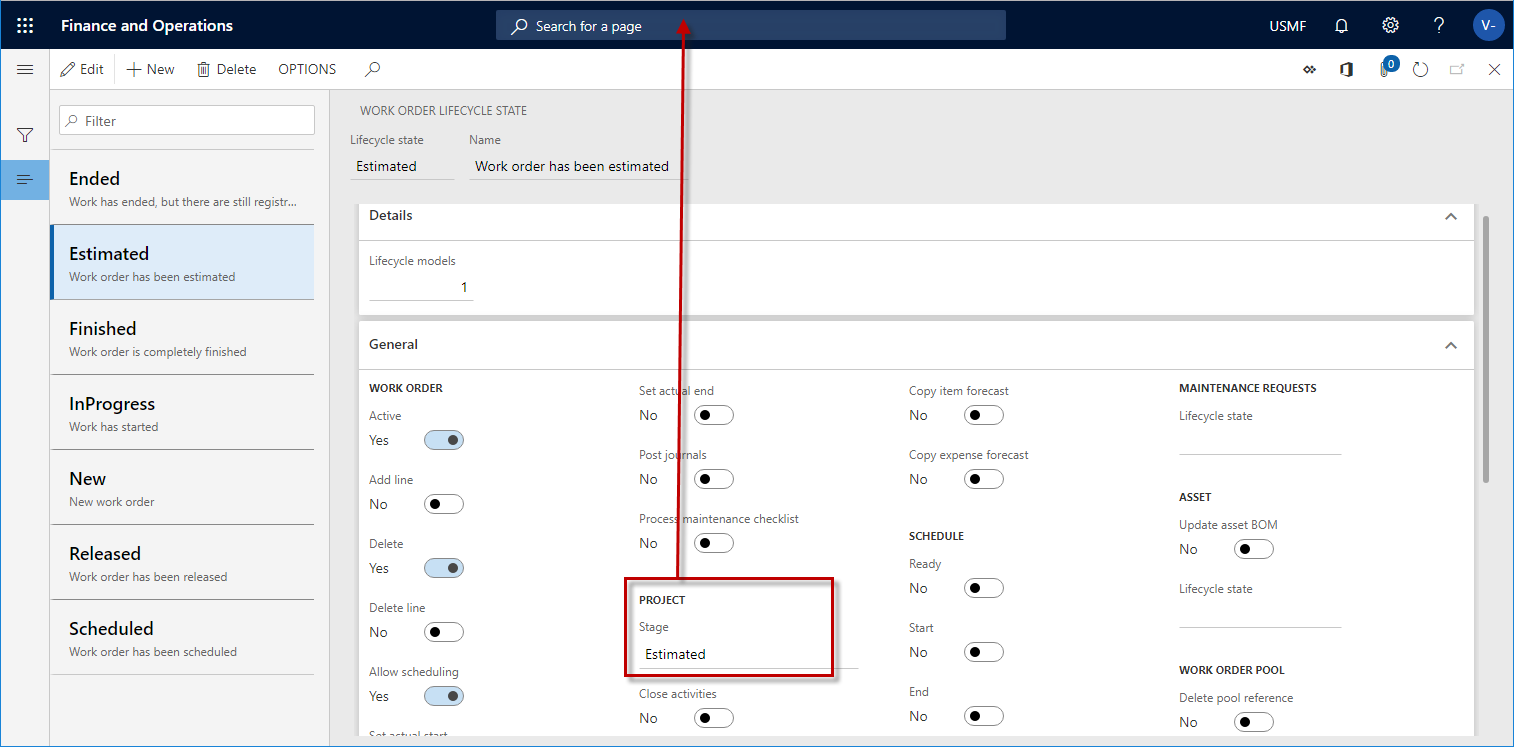 Finance and Operations
Search for a page
USMF
V-
Edit
New
Delete
OPTIONS
0
Filter
Ended
Work has ended, but there are still registr...
Estimated
Work order has been estimated
Finished
Work order is completely finished
InProgress
Work has started
New
New work order
Released
Work order has been released
Scheduled
Work order has been scheduled
WORK ORDER LIFECYCLE STATE
Lifecycle state
Name
Estimated
Work order has been estimated
Details
Lifecycle models
1
General
WORK ORDER
Active
Yes
Add line
No
Delete
Yes
Delete line
No
Allow scheduling
Yes
Set actual start
Set actual end
No
Post journals
No
Process maintenance checklist
No
PROJECT
Stage
Estimated
Close activities
No
Copy item forecast
No
Copy expense forecast
No
SCHEDULE
Ready
No
Start
No
End
No
MAINTENANCE REQUESTS
Lifecycle state
ASSET
Update asset BOM
No
Lifecycle state
WORK ORDER POOL
Delete pool reference
No